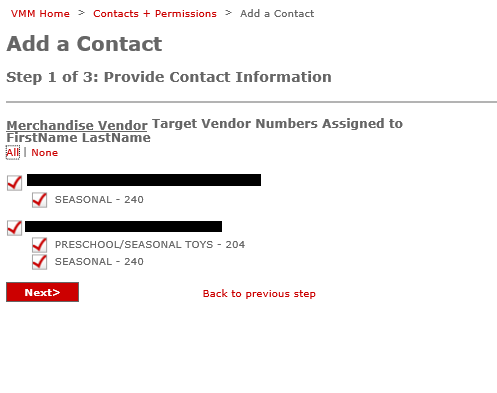 VMM Home > Contacts + Permissions > Add a Contact
Add a Contact
Step 1 of 3: Provide Contact Information
Merchandise Vendor Target Vendor Numbers Assigned to
FirstName LastName
All | None
SEASONAL - 240
PRESCHOOL/SEASONAL TOYS - 204
SEASONAL - 240
Next> Back to previous step